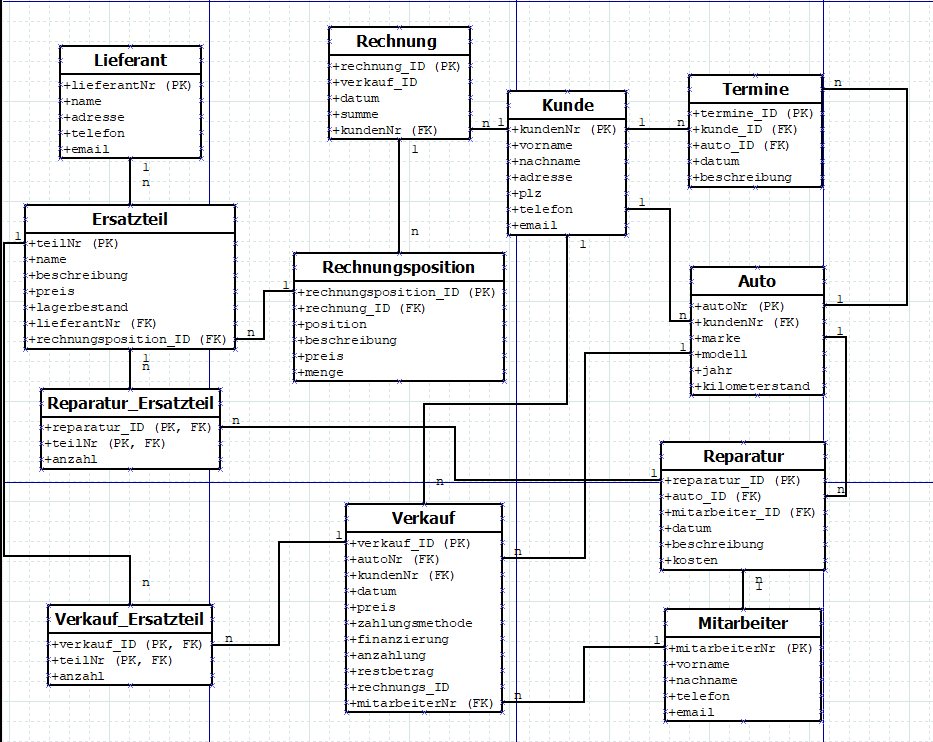 Lieferant
+lieferantNr (PK)
+name
+adresse
+telefon
+email
1
n
Rechnung
+rechnung_ID (PK)
+verkauf_ID
+datum
+summe
+kundenNr (FK)
n 1
1
n
Kunde
+kundenNr (PK)
+vorname
+nachname
+adresse
+plz
+telefon
+email
1
n
1
1
n
Termine
+termine_ID (PK)
+kunde_ID (FK)
+auto_ID (FK)
+datum
+beschreibung
n
1
Ersatzteil
+teilNr (PK)
+name
+beschreibung
+preis
+lagerbestand
+lieferantNr (FK)
+rechnungsposition_ID (FK)
1
n
1
1
n
Rechnungsposition
+rechnungsposition_ID (PK)
+rechnung_ID (FK)
+position
+beschreibung
+preis
+menge
Auto
+autoNr (PK)
+kundenNr (FK)
+marke
+modell
+jahr
+kilometerstand
n
1
1
n
Reparatur_Ersatzteil
+reparatur_ID (PK, FK)
+teilNr (PK, FK)
+anzahl
n
1
Reparatur
+reparatur_ID (PK)
+auto_ID (FK)
+mitarbeiter_ID (FK)
+datum
+beschreibung
+kosten
n
1
Verkauf
+verkauf_ID (PK)
+autoNr (FK)
+kundenNr (FK)
+datum
+preis
+zahlungsmethode
+finanzierung
+anzahlung
+restbetrag
+rechnungs_ID
+mitarbeiterNr (FK)
n
1
n
n
1
Verkauf_Ersatzteil
+verkauf_ID (PK, FK)
+teilNr (PK, FK)
+anzahl
n
n
Mitarbeiter
+mitarbeiterNr (PK)
+vorname
+nachname
+telefon
+email